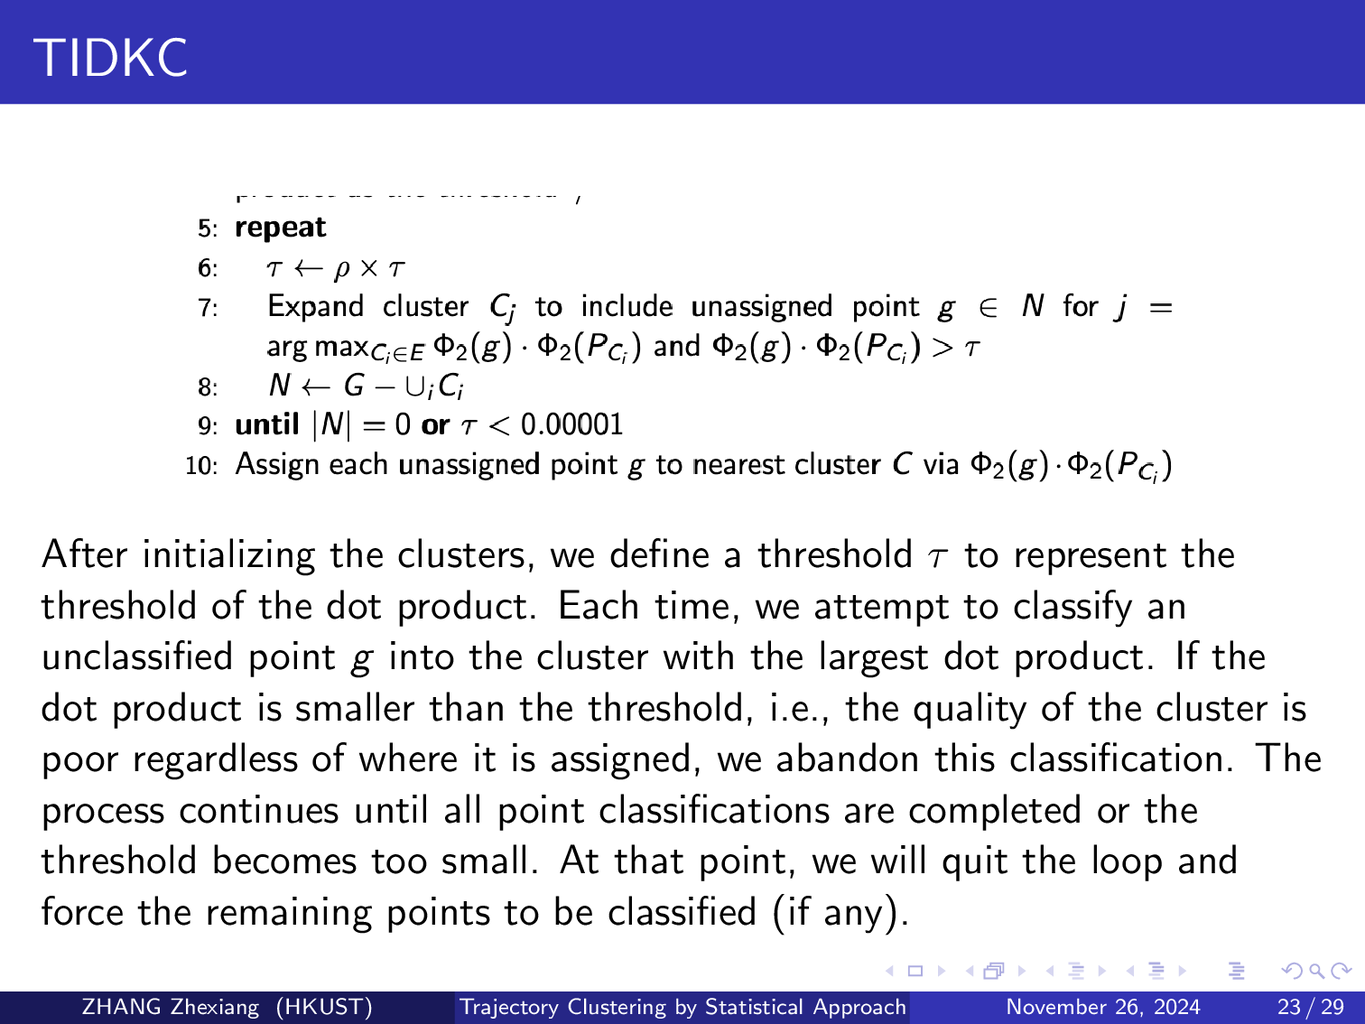 TIDKC
5: repeat
6: τ ← ρ × τ
7: Expand cluster C_j to include unassigned point g ∈ N for j =
arg max_{C_i∈E} Φ_2(g) · Φ_2(P_{C_i}) and Φ_2(g) · Φ_2(P_{C_i}) > τ
8: N ← G − ∪_i C_i
9: until |N| = 0 or τ < 0.00001
10: Assign each unassigned point g to nearest cluster C via Φ_2(g) · Φ_2(P_{C_i})
After initializing the clusters, we define a threshold τ to represent the
threshold of the dot product. Each time, we attempt to classify an
unclassified point g into the cluster with the largest dot product. If the
dot product is smaller than the threshold, i.e., the quality of the cluster is
poor regardless of where it is assigned, we abandon this classification. The
process continues until all point classifications are completed or the
threshold becomes too small. At that point, we will quit the loop and
force the remaining points to be classified (if any).
ZHANG Zhexiang (HKUST) Trajectory Clustering by Statistical Approach November 26, 2024 23 / 29